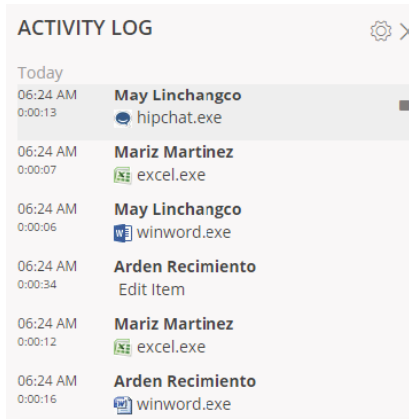 ACTIVITY LOG
Today
06:24 AM May Linchangco
0:00:13 hipchat.exe
06:24 AM Mariz Martinez
0:00:07 excel.exe
06:24 AM May Linchangco
0:00:06 winword.exe
06:24 AM Arden Recimiento
0:00:34 Edit Item
06:24 AM Mariz Martinez
0:00:12 excel.exe
06:24 AM Arden Recimiento
0:00:16 winword.exe